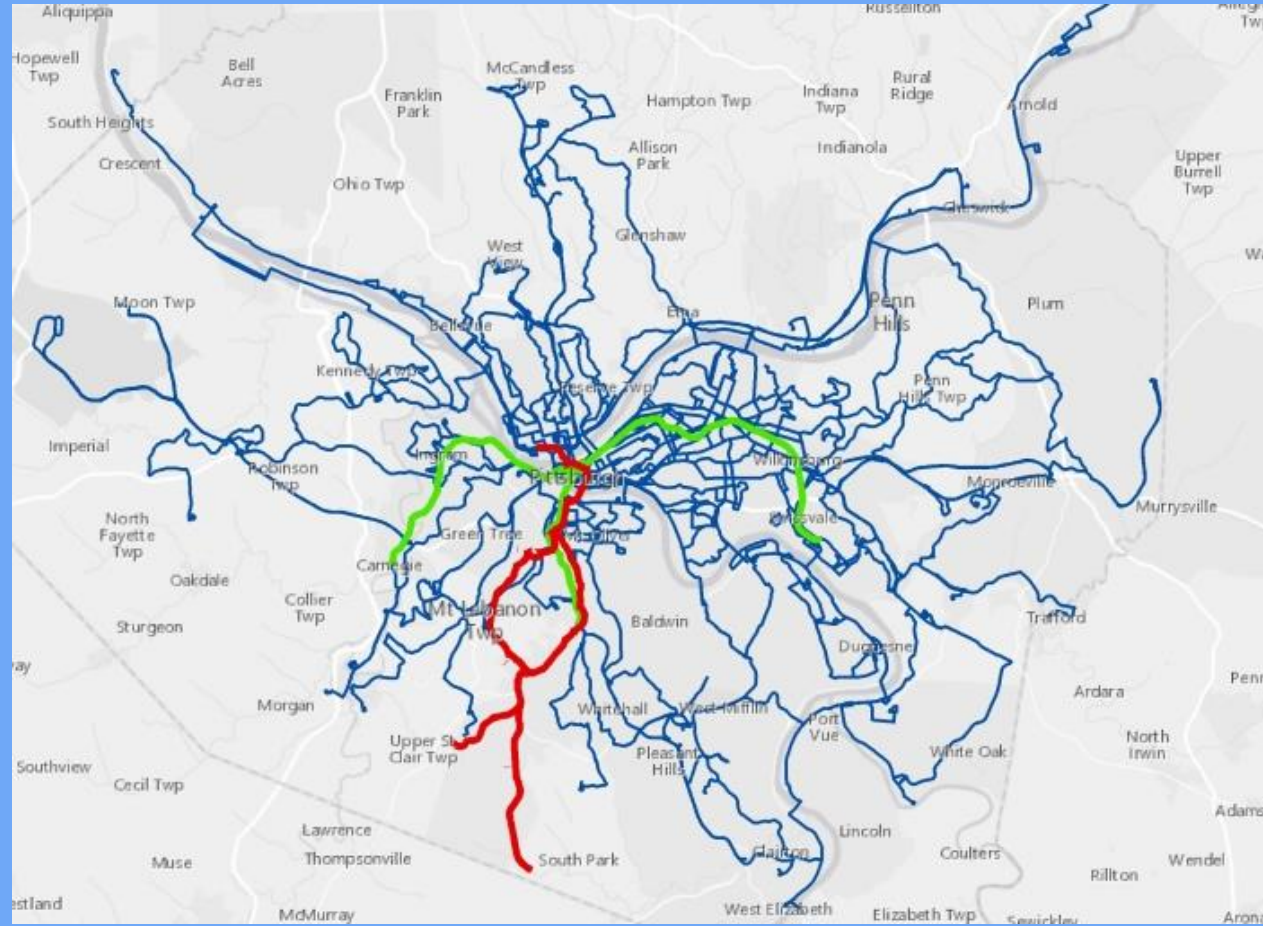 Aliquippa
Russellton
Hopewell
Twp
Bell
Acres
McCandless
Twp
Franklin
Park
Hampton Twp
Indiana
Twp
Rural
Ridge
Arnold
South Heights
Crescent
Allison
Park
Indianola
Upper
Burrell
Twp
Ohio Twp
Cheswick
West
View
Glenshaw
Moon Twp
Bellevue
Etna
Penn
Hills
Plum
Kennedy Twp
Reserve Twp
Penn
Hills Twp
Imperial
Ingram
Robinson
Twp
Pittsburgh
Wilkinsburg
Monroeville
Murrysville
North
Fayette
Twp
Green Tree
Mt Oliver
Swissvale
Oakdale
Carnegie
Collier
Twp
Mt Lebanon
Twp
Baldwin
Trafford
Sturgeon
Duquesne
Morgan
Whitehall
West Mifflin
Port
Vue
Ardara
Upper St
Clair Twp
Pleasant
Hills
White Oak
North
Irwin
Southview
Cecil Twp
Lawrence
Thompsonville
Muse
South Park
Lincoln
Clairton
Coulters
Wendel
Rillton
McMurray
West Elizabeth
Elizabeth Twp
Sewickley